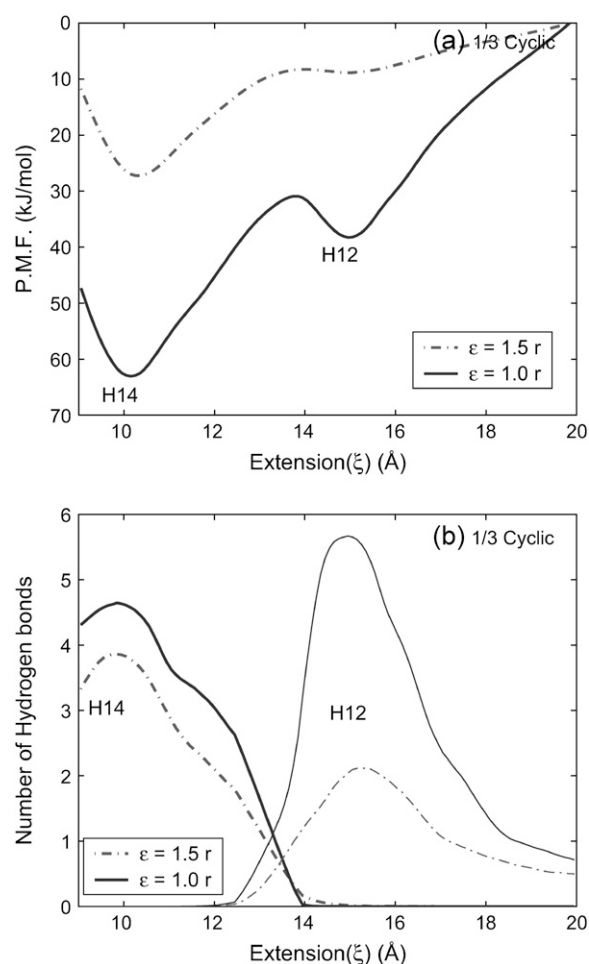 0
(a) 1/3 Cyclic
10
20
30
40
50
60
70
P.M.F. (kJ/mol)
H12
H14
ε = 1.5 r
ε = 1.0 r
10 12 14 16 18 20
Extension(ξ) (Å)
6
(b) 1/3 Cyclic
5
4
3
2
1
0
Number of Hydrogen bonds
H14
H12
ε = 1.5 r
ε = 1.0 r
10 12 14 16 18 20
Extension(ξ) (Å)